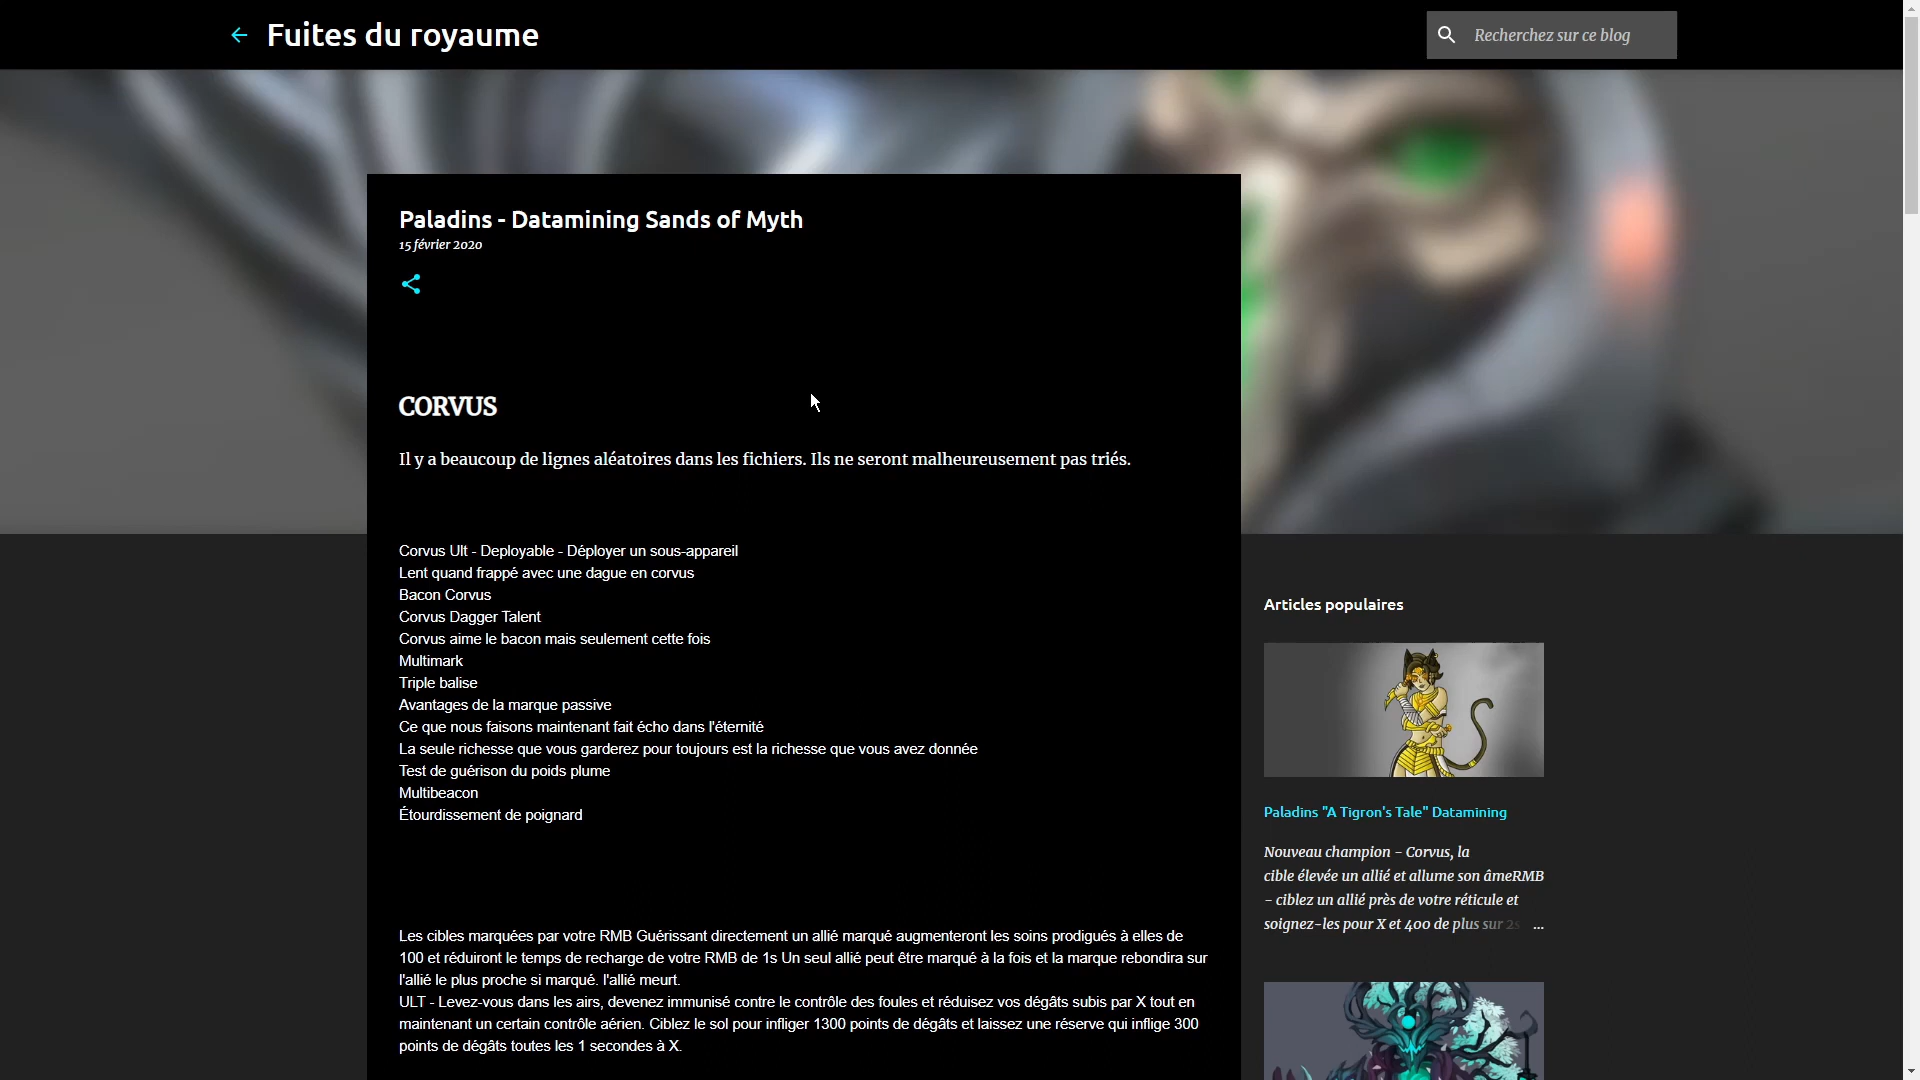 Fuites du royaume
Recherchez sur ce blog
Paladins - Datamining Sands of Myth
15 février 2020
CORVUS
Il y a beaucoup de lignes aléatoires dans les fichiers. Ils ne seront malheureusement pas triés.
Corvus Ult - Deployable - Déployer un sous-appareil
Lent quand frappé avec une dague en corvus
Bacon Corvus
Corvus Dagger Talent
Corvus aime le bacon mais seulement cette fois
Multimark
Triple balise
Avantages de la marque passive
Ce que nous faisons maintenant fait écho dans l'éternité
La seule richesse que vous garderez pour toujours est la richesse que vous avez donnée
Test de guérison du poids plume
Multibeacon
Étourdissement de poignard
Les cibles marquées par votre RMB Guérissant directement un allié marqué augmenteront les soins prodigués à elles de
100 et réduiront le temps de recharge de votre RMB de 1s Un seul allié peut être marqué à la fois et la marque rebondira sur
l'allié le plus proche si marqué. l'allié meurt.
ULT - Levez-vous dans les airs, devenez immunisé contre le contrôle des foules et réduisez vos dégâts subis par X tout en
maintenant un certain contrôle aérien. Ciblez le sol pour infliger 1300 points de dégâts et laissez une réserve qui inflige 300
points de dégâts toutes les 1 secondes à X.
Articles populaires
Paladins "A Tigron's Tale" Datamining
Nouveau champion - Corvus, la
cible élevée un allié et allume son âmeRMB
- ciblez un allié près de votre réticule et
soignez-les pour X et 400 de plus sur 2s ...